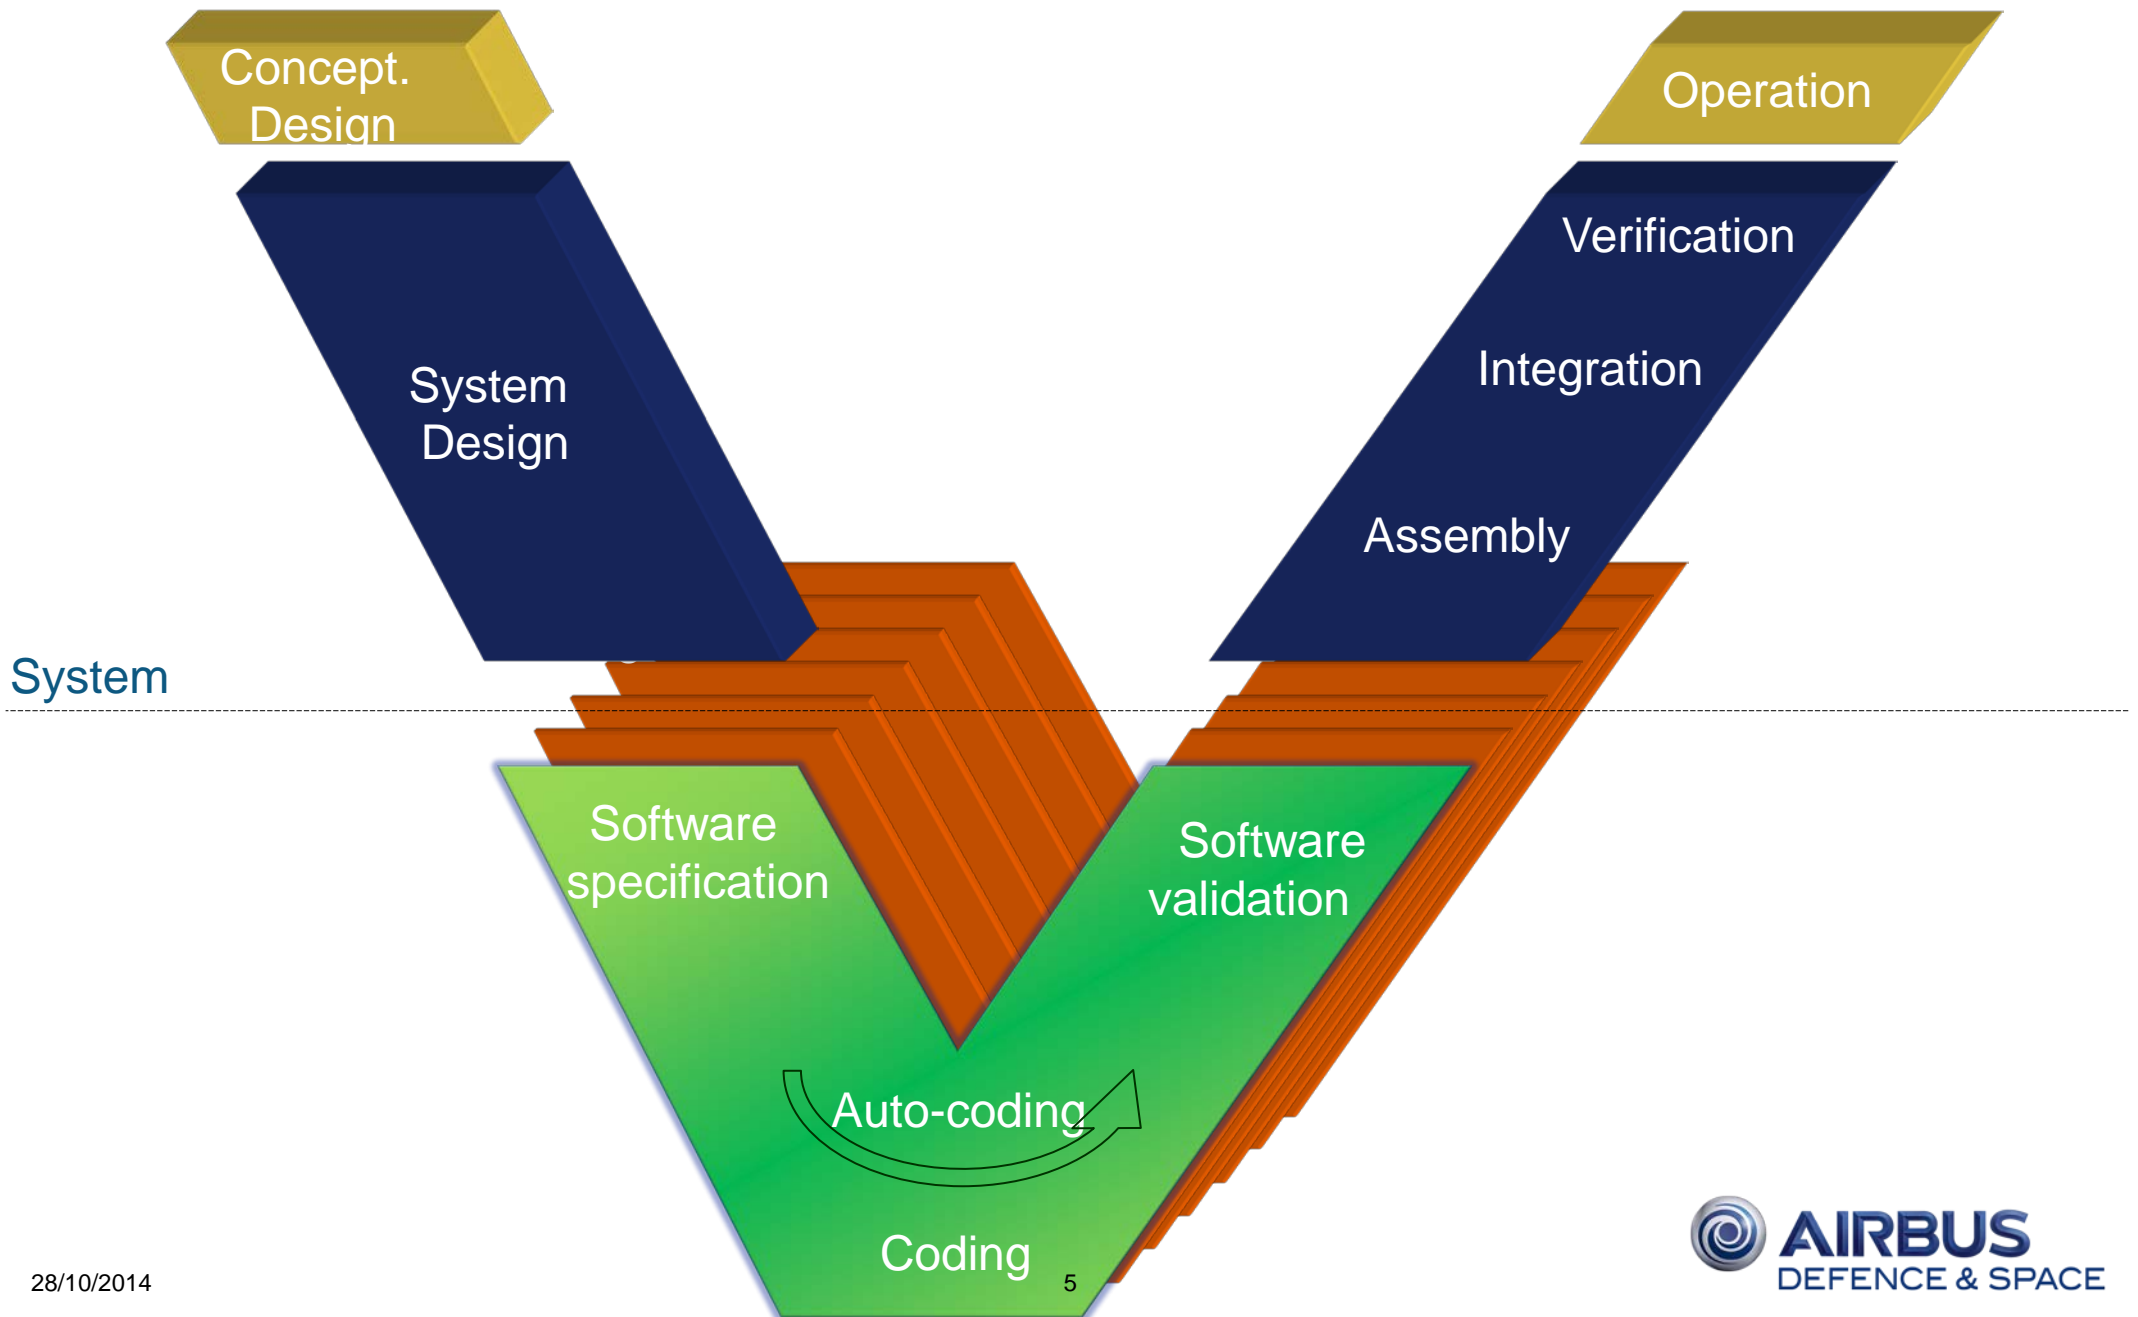 Concept.
Design
Operation
System
Design
Verification
Integration
Assembly
System
Software
specification
Software
validation
Auto-coding
Coding
28/10/2014
5
AIRBUS
DEFENCE & SPACE